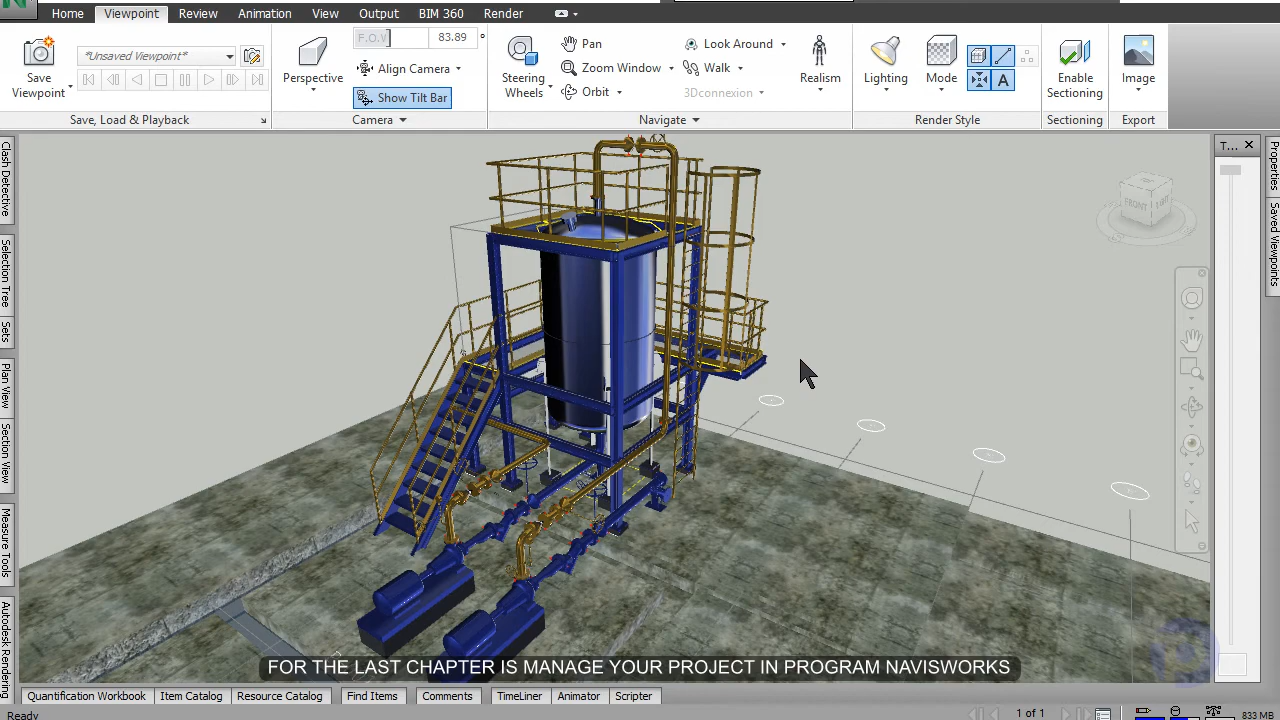 Home Viewpoint Review Animation View Output BIM 360 Render
Save Viewpoint
*Unsaved Viewpoint*
Save, Load & Playback
Perspective
F.O.V 83.89 °
Align Camera
Show Tilt Bar
Camera
Steering Wheels
Pan
Zoom Window
Orbit
Look Around
Walk
3Dconnexion
Realism
Navigate
Lighting
Mode
A
Render Style
Enable Sectioning
Sectioning
Image
Export
Clash Detective
Selection Tree
Sets
Plan View
Section View
Measure Tools
Autodesk Rendering
T...
Properties
Saved Viewpoints
FRONT
FOR THE LAST CHAPTER IS MANAGE YOUR PROJECT IN PROGRAM NAVISWORKS
Quantification Workbook Item Catalog Resource Catalog Find Items Comments TimeLiner Animator Scripter
Ready
1 of 1
833 MB